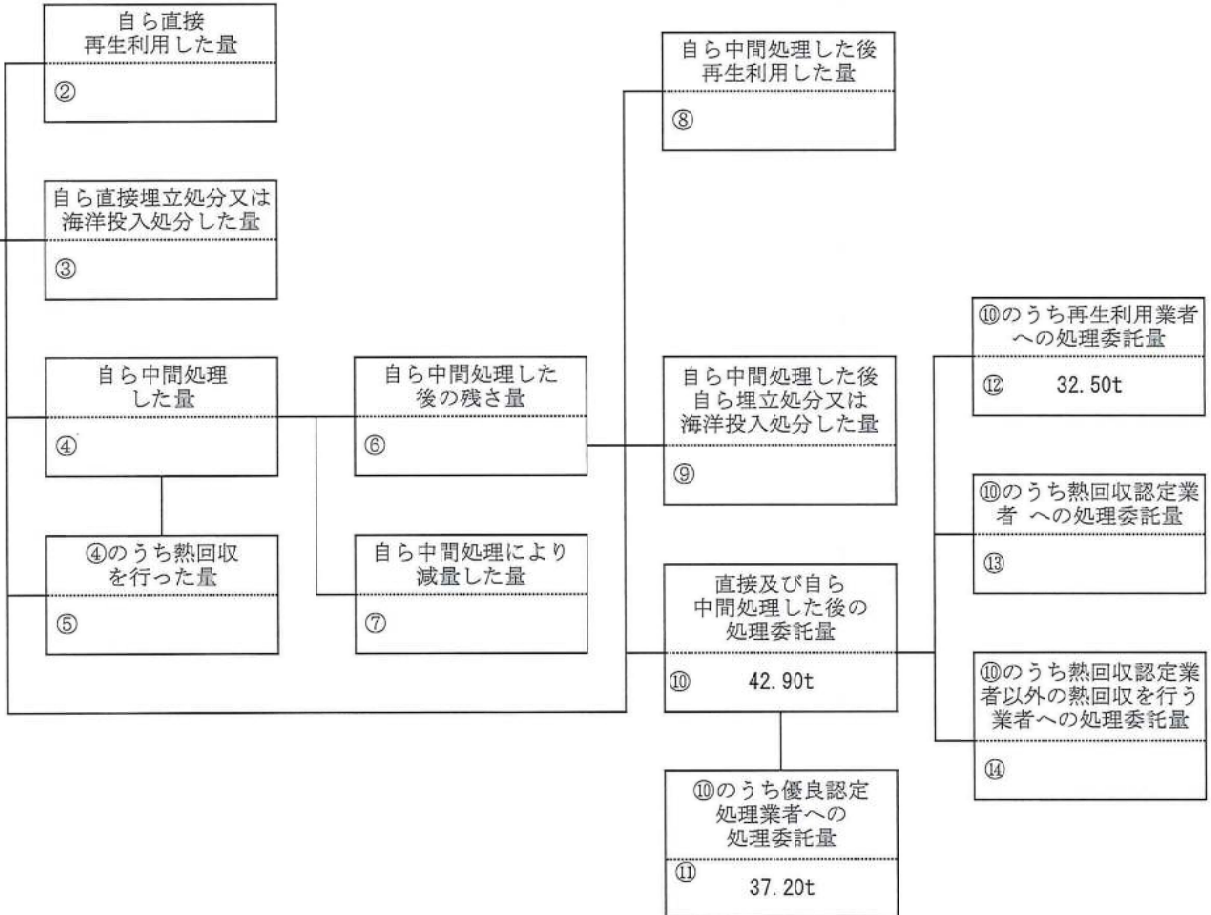 自ら直接
再生利用した量
②
自ら直接埋立処分又は
海洋投入処分した量
③
自ら中間処理
した量
④
④のうち熱回収
を行った量
⑤
自ら中間処理した
後の残さ量
⑥
自ら中間処理により
減量した量
⑦
自ら中間処理した後
再生利用した量
⑧
自ら中間処理した後
自ら埋立処分又は
海洋投入処分した量
⑨
直接及び自ら
中間処理した後の
処理委託量
⑩ 42.90t
⑩のうち優良認定
処理業者への
処理委託量
⑪ 37.20t
⑩のうち再生利用業者
への処理委託量
⑫ 32.50t
⑩のうち熱回収認定業
者 への処理委託量
⑬
⑩のうち熱回収認定業
者以外の熱回収を行う
業者への処理委託量
⑭